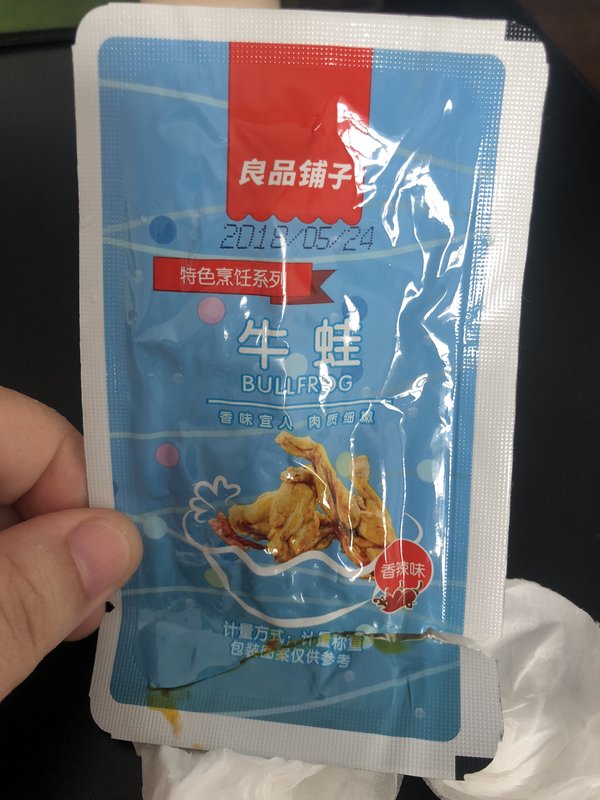 良品铺子
2018/05/24
特色烹饪系列
牛蛙
BULLFROG
香味宜人 肉质细嫩
香辣味
计量方式：计量称重
包装图案仅供参考